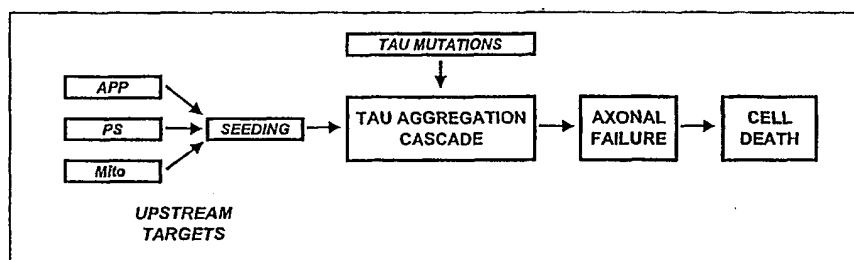 TAU MUTATIONS
APP
PS
Mito
SEEDING
TAU AGGREGATION
CASCADE
AXONAL
FAILURE
CELL
DEATH
UPSTREAM
TARGETS